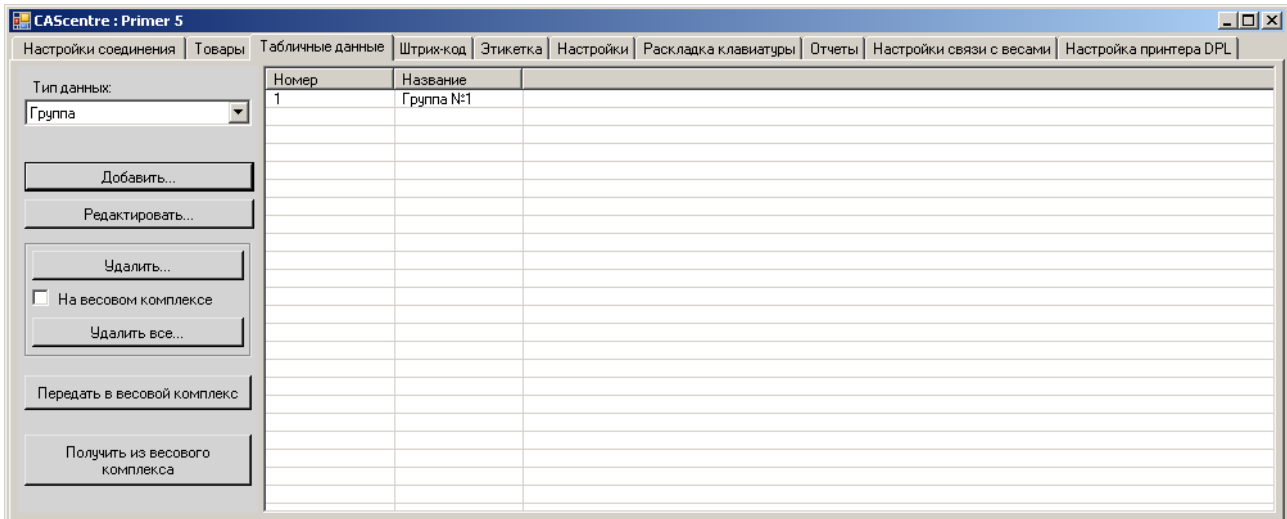 CAScentre : Primer 5
Настройки соединения Товары Табличные данные Штрих-код Этикетка Настройки Раскладка клавиатуры Отчеты Настройки связи с весами Настройка принтера DPL
Тип данных:
Группа
Добавить...
Редактировать...
Удалить...
На весовом комплексе
Удалить все...
Передать в весовой комплекс
Получить из весового
комплекса
Номер Название
1 Группа №1